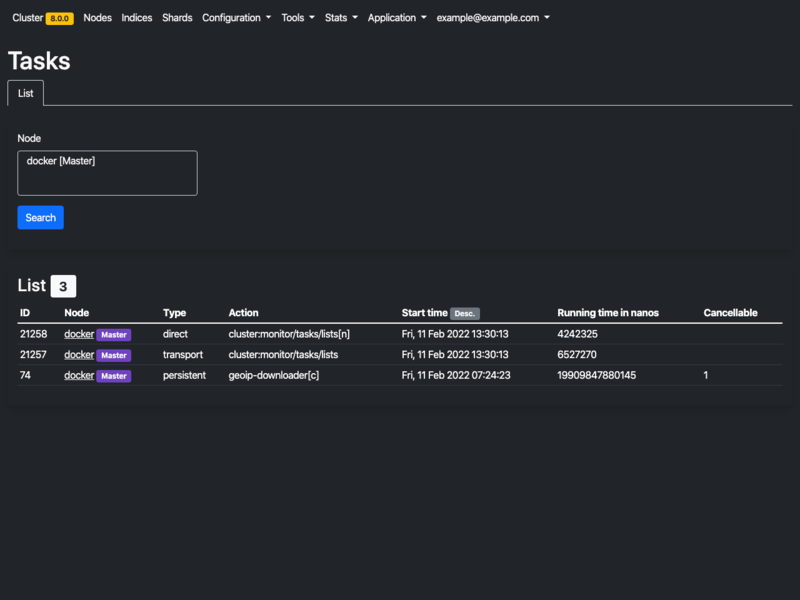 Cluster 8.0.0 Nodes Indices Shards Configuration Tools Stats Application example@example.com
Tasks
List
Node
docker [Master]
Search
List 3
ID Node Type Action Start time Desc. Running time in nanos Cancellable
21258 docker Master direct cluster:monitor/tasks/lists[n] Fri, 11 Feb 2022 13:30:13 4242325
21257 docker Master transport cluster:monitor/tasks/lists Fri, 11 Feb 2022 13:30:13 6527270
74 docker Master persistent geoip-downloader[c] Fri, 11 Feb 2022 07:24:23 19909847880145 1